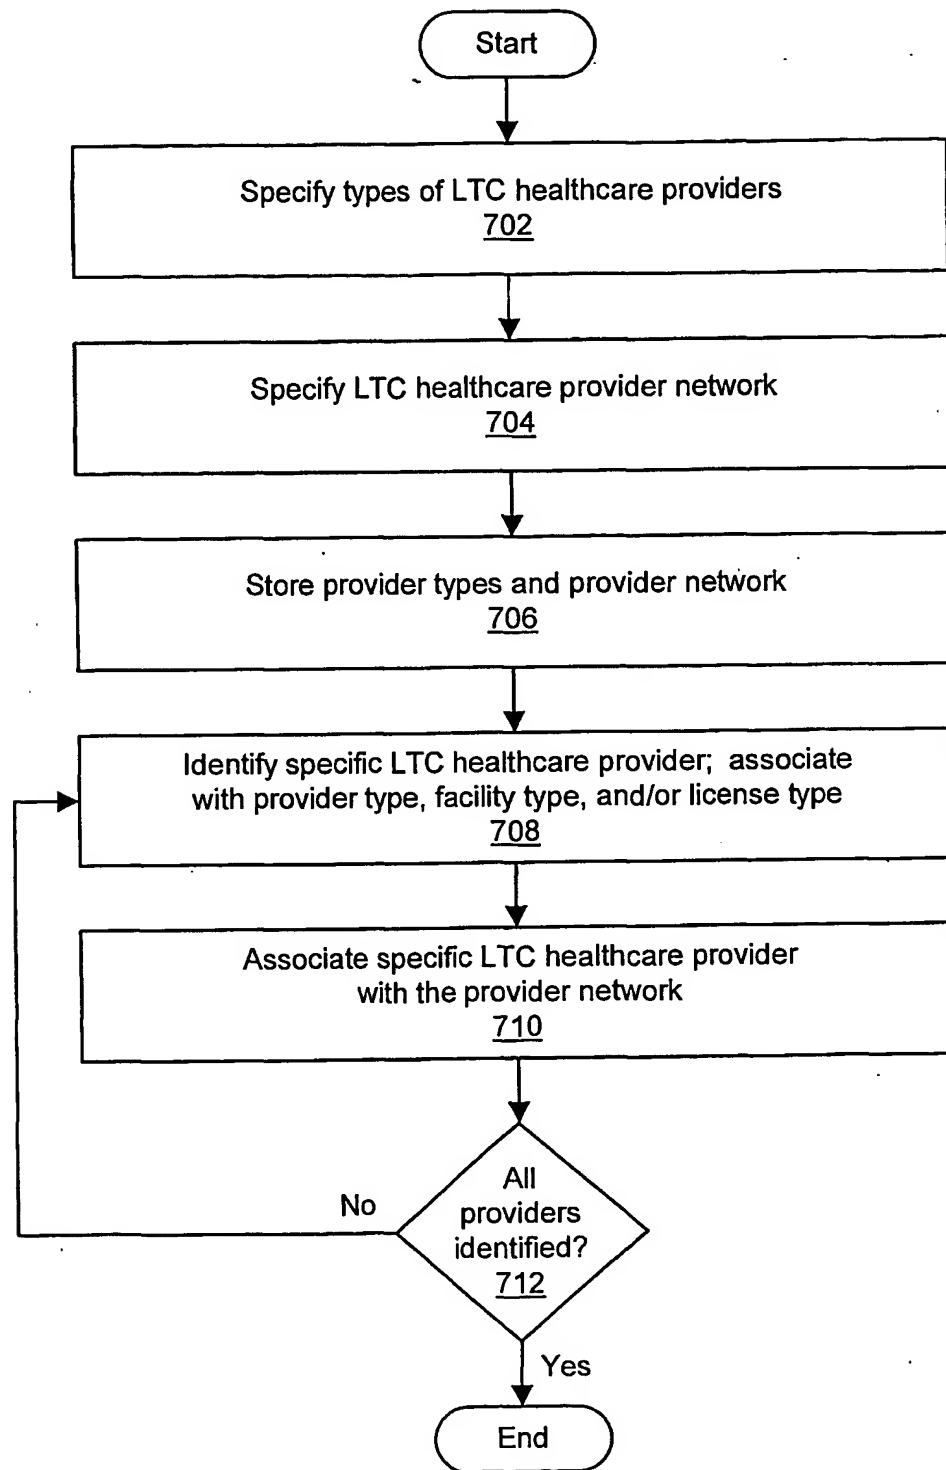 Start
Specify types of LTC healthcare providers
702
Specify LTC healthcare provider network
704
Store provider types and provider network
706
Identify specific LTC healthcare provider; associate
with provider type, facility type, and/or license type
708
Associate specific LTC healthcare provider
with the provider network
710
No
All
providers
identified?
712
Yes
End